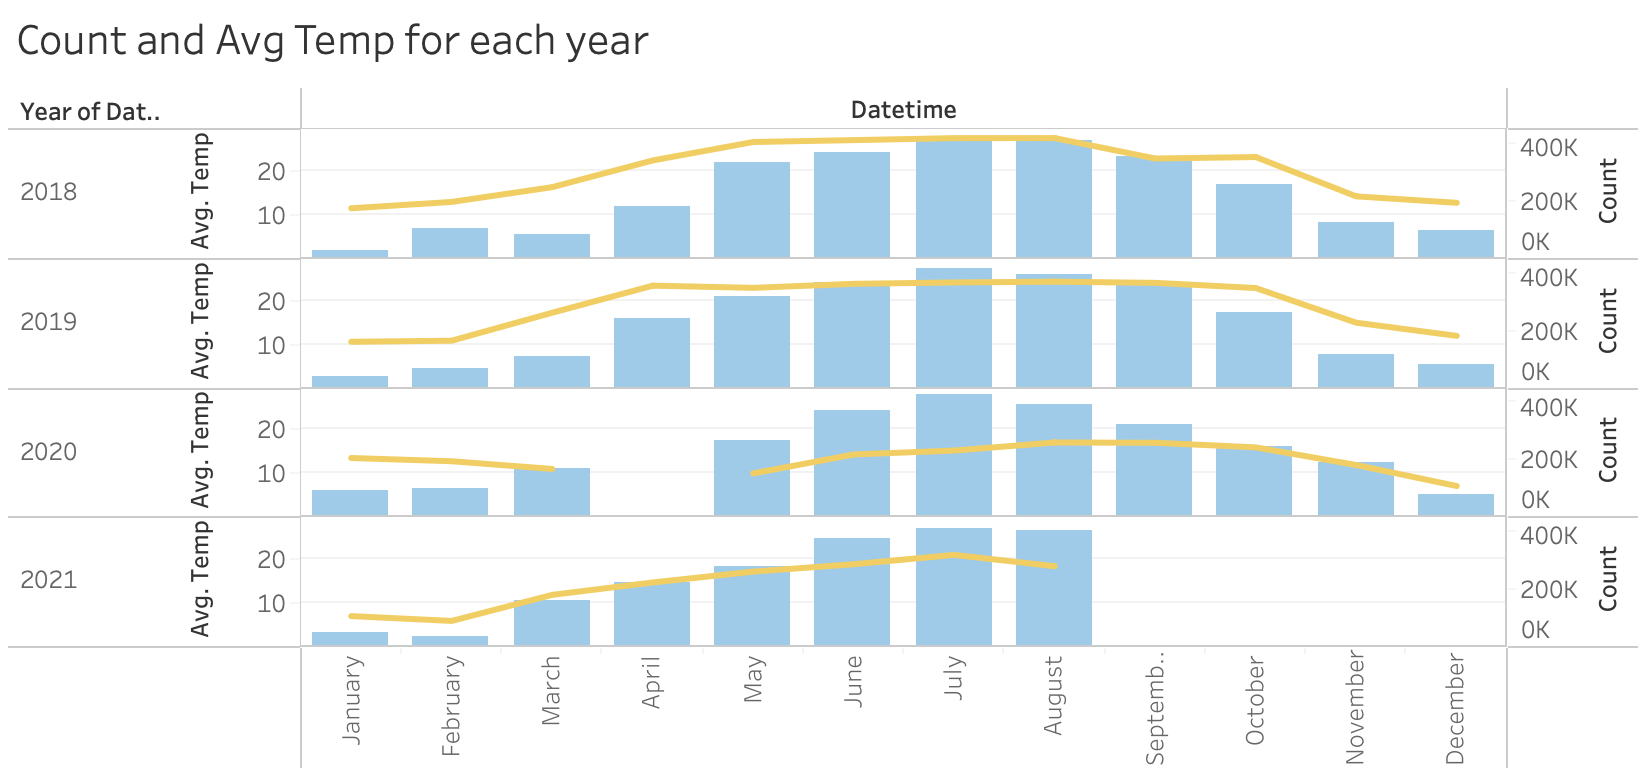 Count and Avg Temp for each year
Year of Dat..
Datetime
2018
Avg. Temp
20
10
400K
200K
0K
Count
2019
Avg. Temp
20
10
400K
200K
0K
Count
2020
Avg. Temp
20
10
400K
200K
0K
Count
2021
Avg. Temp
20
10
400K
200K
0K
Count
January
February
March
April
May
June
July
August
Septemb..
October
November
December